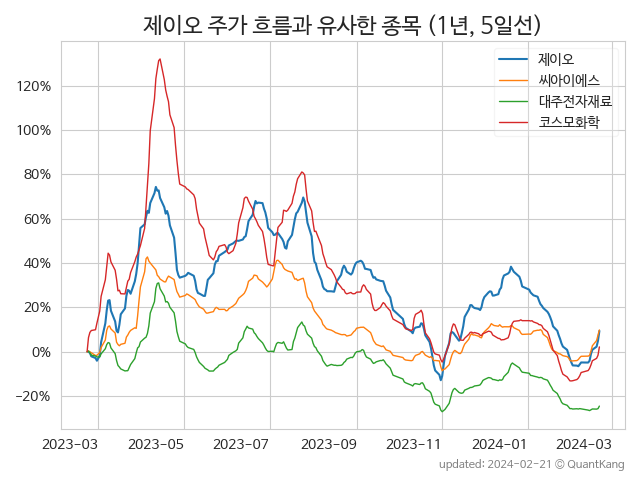 제이오 주가 흐름과 유사한 종목 (1년, 5일선)
제이오
씨아이에스
대주전자재료
코스모화학
120%
100%
80%
60%
40%
20%
0%
−20%
2023−03
2023−05
2023−07
2023−09
2023−11
2024−01
2024−03
updated: 2024-02-21 © QuantKang